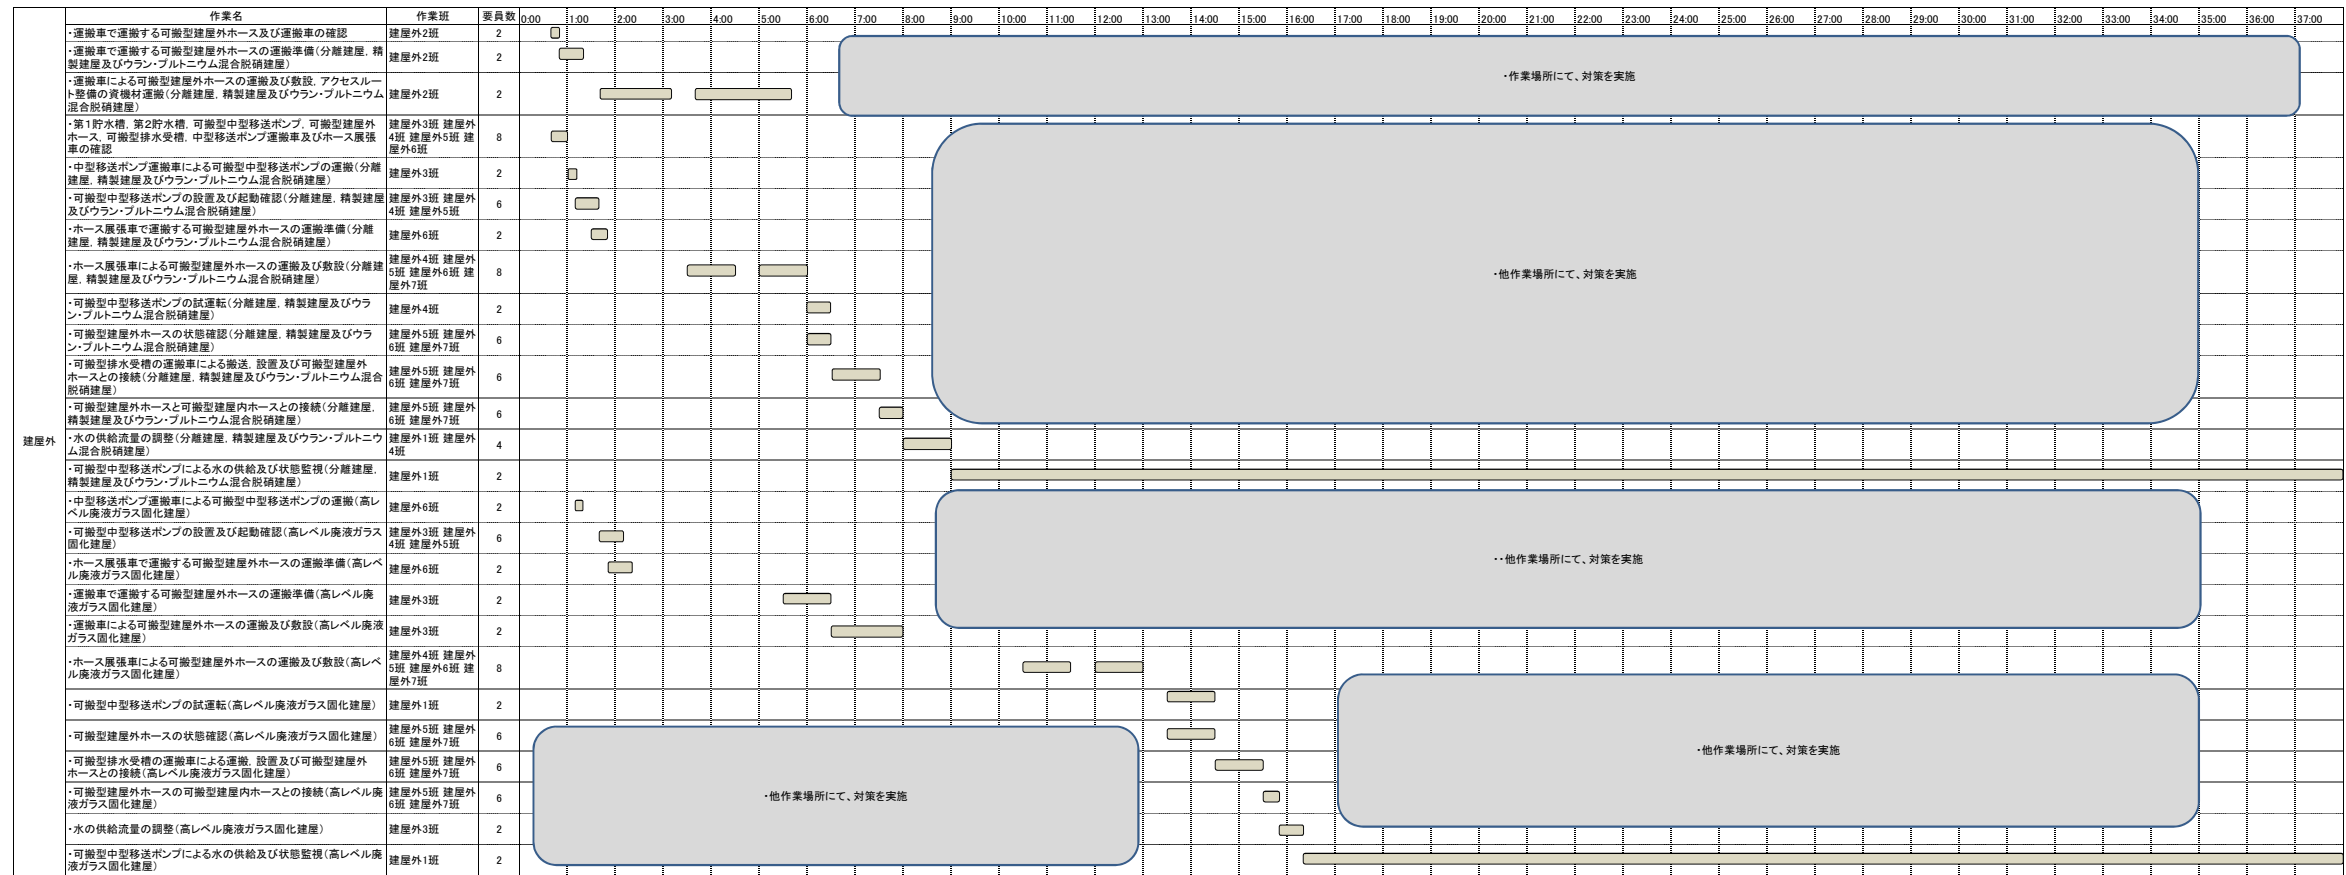 作業名 作業班 要員数 0:00 1:00 2:00 3:00 4:00 5:00 6:00 7:00 8:00 9:00 10:00 11:00 12:00 13:00 14:00 15:00 16:00 17:00 18:00 19:00 20:00 21:00 22:00 23:00 24:00 25:00 26:00 27:00 28:00 29:00 30:00 31:00 32:00 33:00 34:00 35:00 36:00 37:00
建屋外
・運搬車で運搬する可搬型建屋外ホース及び運搬車の確認 建屋外2班 2
・運搬車で運搬する可搬型建屋外ホースの運搬準備(分離建屋, 精
製建屋及びウラン・プルトニウム混合脱硝建屋)
建屋外2班 2
・運搬車による可搬型建屋外ホースの運搬及び敷設, アクセスルー
ト整備の資機材運搬(分離建屋, 精製建屋及びウラン・プルトニウム
混合脱硝建屋)
建屋外2班 2
・作業場所にて、対策を実施
・第1貯水槽, 第2貯水槽, 可搬型中型移送ポンプ, 可搬型建屋外
ホース, 可搬型排水受槽, 中型移送ポンプ運搬車及びホース展張
車の確認
建屋外3班 建屋外
4班 建屋外5班 建
屋外6班
8
・中型移送ポンプ運搬車による可搬型中型移送ポンプの運搬(分離
建屋, 精製建屋及びウラン・プルトニウム混合脱硝建屋)
建屋外3班 2
・可搬型中型移送ポンプの設置及び起動確認(分離建屋, 精製建屋
及びウラン・プルトニウム混合脱硝建屋)
建屋外3班 建屋外
4班 建屋外5班
6
・ホース展張車で運搬する可搬型建屋外ホースの運搬準備(分離
建屋, 精製建屋及びウラン・プルトニウム混合脱硝建屋)
建屋外6班 2
・ホース展張車による可搬型建屋外ホースの運搬及び敷設(分離建
屋, 精製建屋及びウラン・プルトニウム混合脱硝建屋)
建屋外4班 建屋外
5班 建屋外6班 建
屋外7班
8
・他作業場所にて、対策を実施
・可搬型中型移送ポンプの試運転(分離建屋, 精製建屋及びウラ
ン・プルトニウム混合脱硝建屋)
建屋外4班 2
・可搬型建屋外ホースの状態確認(分離建屋, 精製建屋及びウラ
ン・プルトニウム混合脱硝建屋)
建屋外5班 建屋外
6班 建屋外7班
6
・可搬型排水受槽の運搬車による搬送, 設置及び可搬型建屋外
ホースとの接続(分離建屋, 精製建屋及びウラン・プルトニウム混合
脱硝建屋)
建屋外5班 建屋外
6班 建屋外7班
6
・可搬型建屋外ホースと可搬型建屋内ホースとの接続(分離建屋,
精製建屋及びウラン・プルトニウム混合脱硝建屋)
建屋外5班 建屋外
6班 建屋外7班
6
・水の供給流量の調整(分離建屋, 精製建屋及びウラン・プルトニウ
ム混合脱硝建屋)
建屋外1班 建屋外
4班
4
・可搬型中型移送ポンプによる水の供給及び状態監視(分離建屋,
精製建屋及びウラン・プルトニウム混合脱硝建屋)
建屋外1班 2
・中型移送ポンプ運搬車による可搬型中型移送ポンプの運搬(高レ
ベル廃液ガラス固化建屋)
建屋外6班 2
・可搬型中型移送ポンプの設置及び起動確認(高レベル廃液ガラス
固化建屋)
建屋外3班 建屋外
4班 建屋外5班
6
・・他作業場所にて、対策を実施
・ホース展張車で運搬する可搬型建屋外ホースの運搬準備(高レベ
ル廃液ガラス固化建屋)
建屋外6班 2
・運搬車で運搬する可搬型建屋外ホースの運搬準備(高レベル廃
液ガラス固化建屋)
建屋外3班 2
・運搬車による可搬型建屋外ホースの運搬及び敷設(高レベル廃液
ガラス固化建屋)
建屋外3班 2
・ホース展張車による可搬型建屋外ホースの運搬及び敷設(高レベ
ル廃液ガラス固化建屋)
建屋外4班 建屋外
5班 建屋外6班 建
屋外7班
8
・可搬型中型移送ポンプの試運転(高レベル廃液ガラス固化建屋) 建屋外1班 2
・可搬型建屋外ホースの状態確認(高レベル廃液ガラス固化建屋)
建屋外5班 建屋外
6班 建屋外7班
6
・他作業場所にて、対策を実施
・可搬型排水受槽の運搬車による運搬, 設置及び可搬型建屋外
ホースとの接続(高レベル廃液ガラス固化建屋)
建屋外5班 建屋外
6班 建屋外7班
6
・可搬型建屋外ホースの可搬型建屋内ホースとの接続(高レベル廃
液ガラス固化建屋)
建屋外5班 建屋外
6班 建屋外7班
6
・他作業場所にて、対策を実施
・水の供給流量の調整(高レベル廃液ガラス固化建屋) 建屋外3班 2
・可搬型中型移送ポンプによる水の供給及び状態監視(高レベル廃
液ガラス固化建屋)
建屋外1班 2